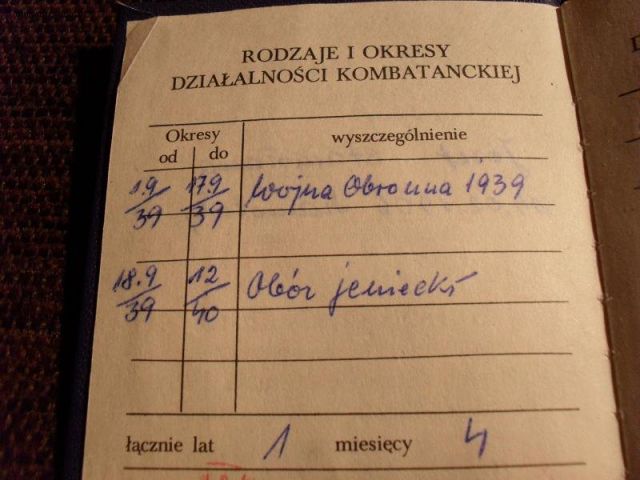 RODZAJE I OKRESY
DZIAŁALNOŚCI KOMBATANCKIEJ
Okresy
od do wyszczególnienie
1.9/39 17.9/39 Wojna Obronna 1939
18.9/39 12/40 Obóz jeniecki
łącznie lat 1 miesięcy 4